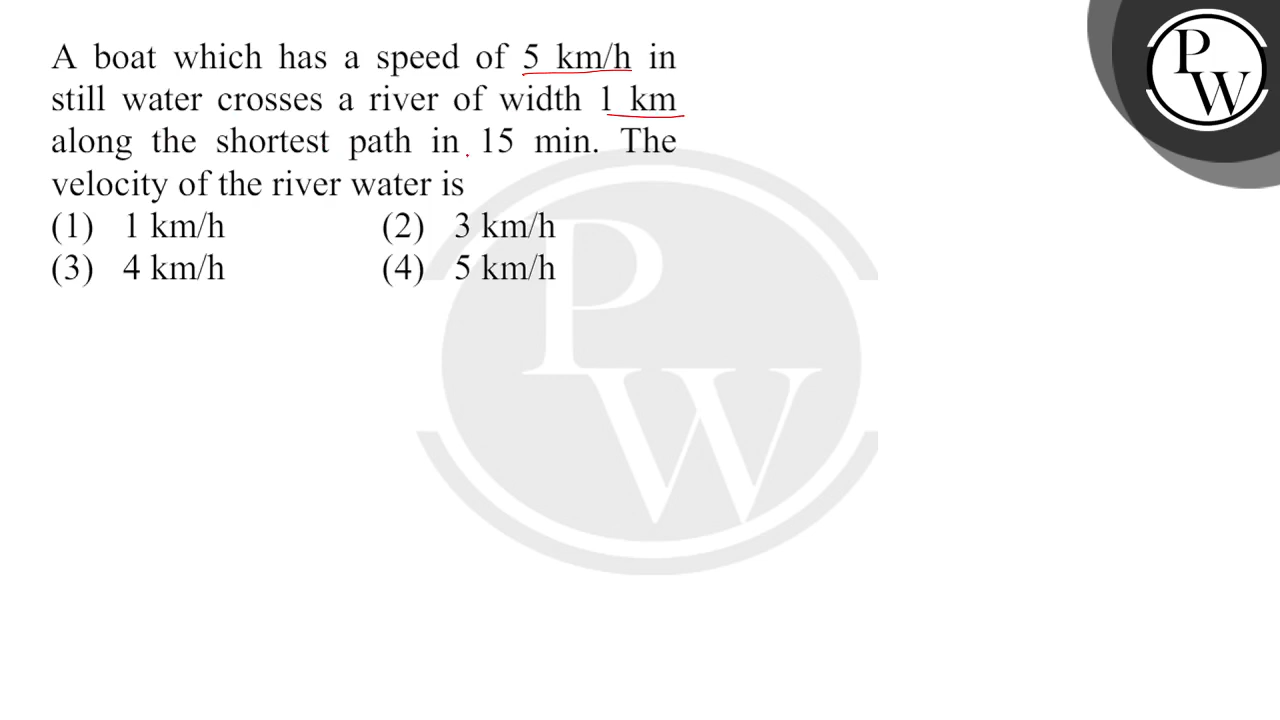 A boat which has a speed of 5 km/h in
still water crosses a river of width 1 km
along the shortest path in 15 min. The
velocity of the river water is
(1) 1 km/h (2) 3 km/h
(3) 4 km/h (4) 5 km/h
PW
PW